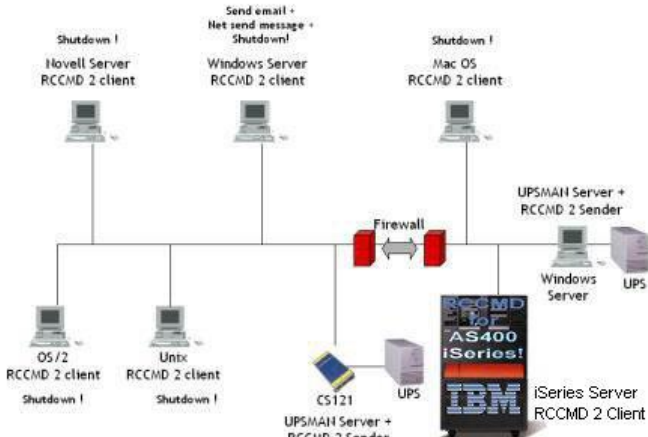 Send email +
Net send message +
Shutdown!
Shutdown !
Shutdown !
Novell Server
RCCMD 2 client
Windows Server
RCCMD 2 client
Mac OS
RCCMD 2 client
UPSMAN Server +
RCCMD 2 Sender
Firewall
Windows
Server
UPS
RCCMD
for
AS400
iSeries!
IBM
iSeries Server
RCCMD 2 Client
OS/2
RCCMD 2 client
Shutdown !
Unix
RCCMD 2 client
Shutdown !
CS121
UPS
UPSMAN Server +
RCCMD 2 Sender